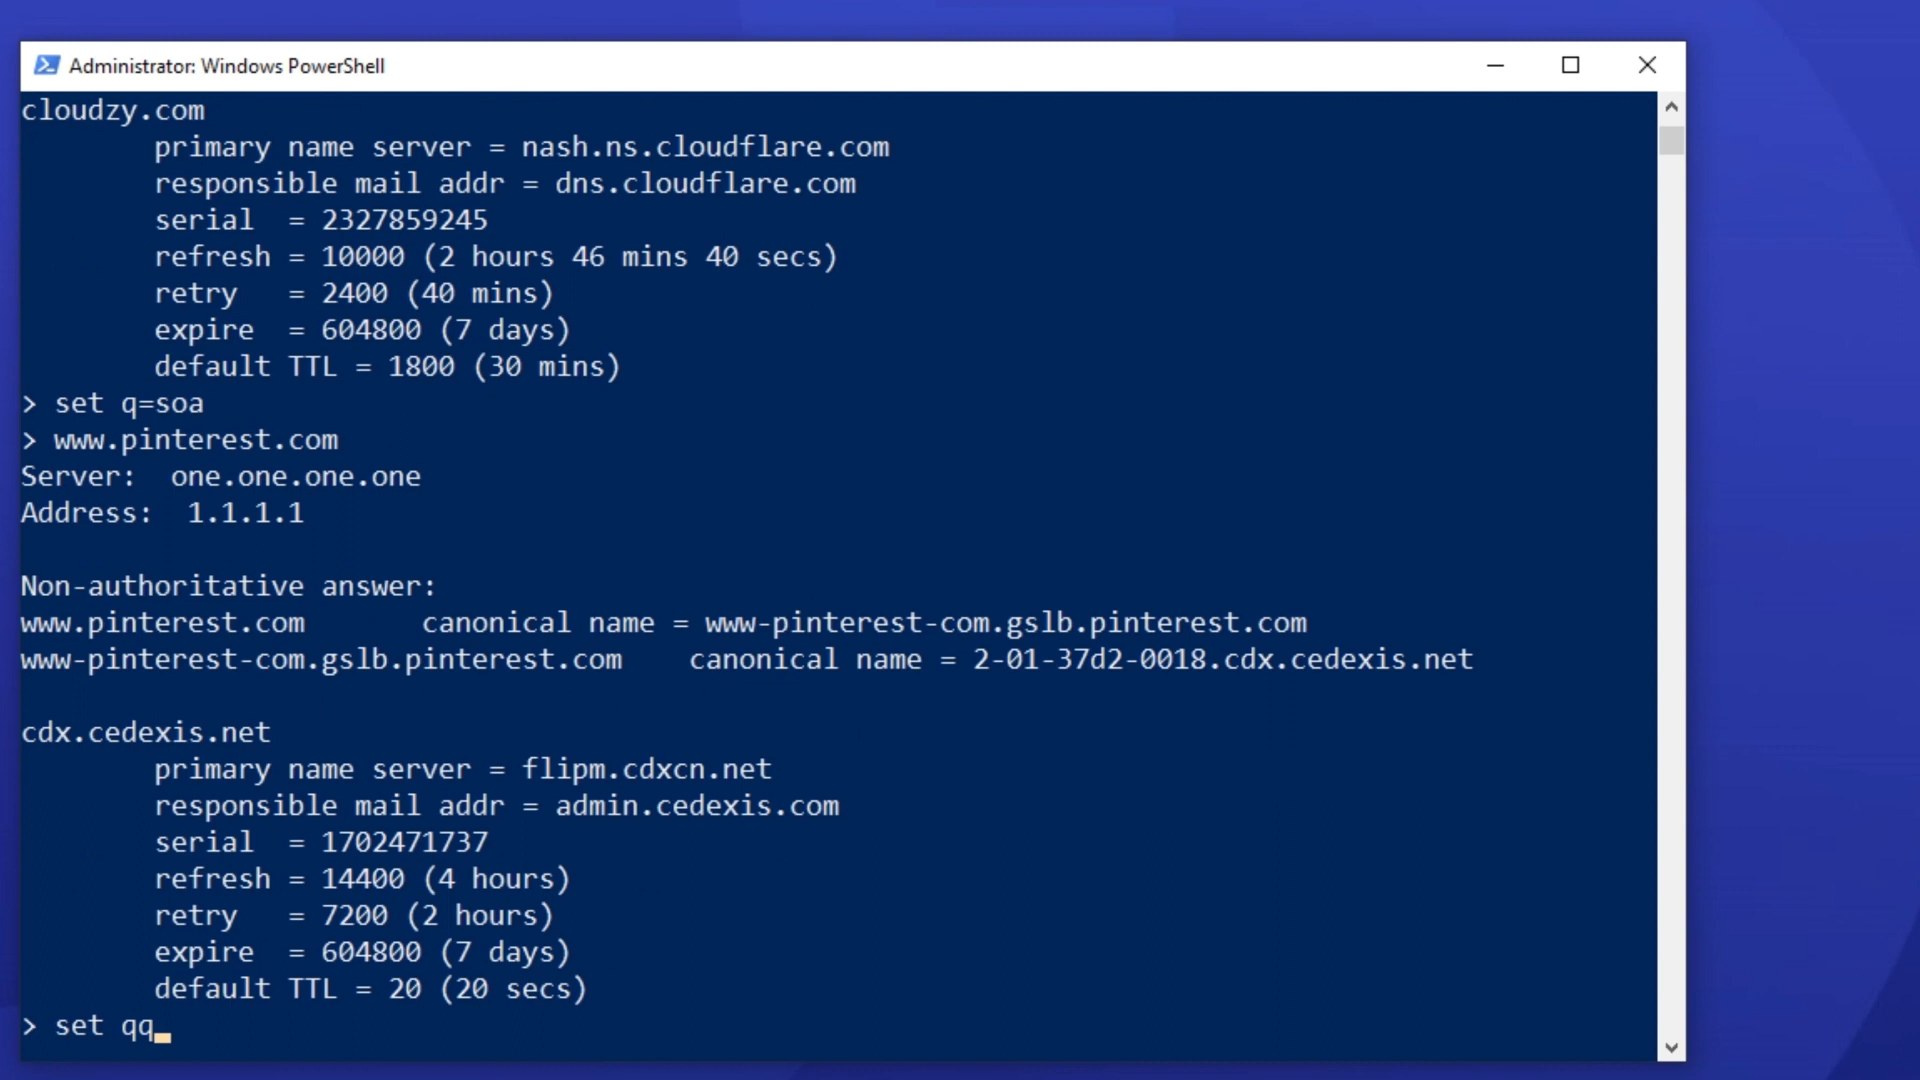 Administrator: Windows PowerShell
cloudzy.com
primary name server = nash.ns.cloudflare.com
responsible mail addr = dns.cloudflare.com
serial  = 2327859245
refresh = 10000 (2 hours 46 mins 40 secs)
retry   = 2400 (40 mins)
expire  = 604800 (7 days)
default TTL = 1800 (30 mins)
> set q=soa
> www.pinterest.com
Server:  one.one.one.one
Address:  1.1.1.1
Non-authoritative answer:
www.pinterest.com       canonical name = www-pinterest-com.gslb.pinterest.com
www-pinterest-com.gslb.pinterest.com    canonical name = 2-01-37d2-0018.cdx.cedexis.net
cdx.cedexis.net
primary name server = flipm.cdxcn.net
responsible mail addr = admin.cedexis.com
serial  = 1702471737
refresh = 14400 (4 hours)
retry   = 7200 (2 hours)
expire  = 604800 (7 days)
default TTL = 20 (20 secs)
> set qq